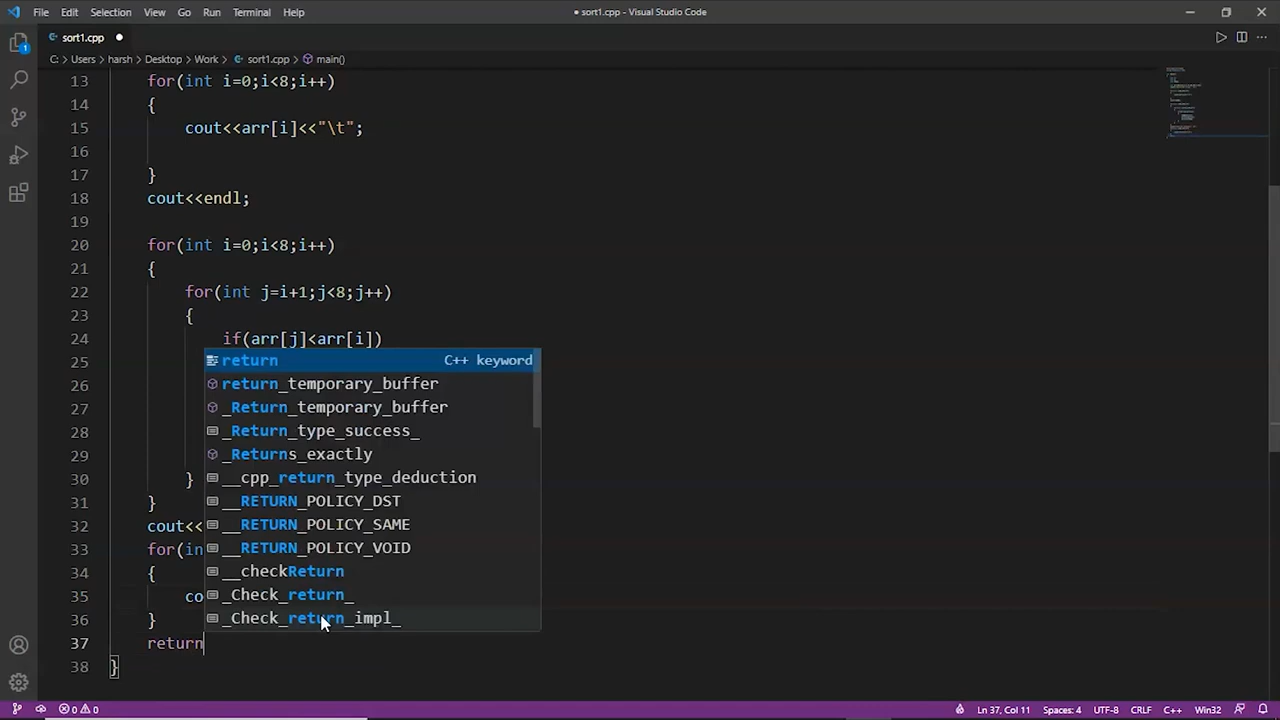 File Edit Selection View Go Run Terminal Help
● sort1.cpp - Visual Studio Code
sort1.cpp ●
C: > Users > harsh > Desktop > Work > sort1.cpp > main()
13 for(int i=0;i<8;i++)
14 {
15 cout<<arr[i]<<"\t";
16
17 }
18 cout<<endl;
19
20 for(int i=0;i<8;i++)
21 {
22 for(int j=i+1;j<8;j++)
23 {
24 if(arr[j]<arr[i])
25 return C++ keyword
26 return_temporary_buffer
27 _Return_temporary_buffer
28 _Return_type_success_
29 _Returns_exactly
30 } __cpp_return_type_deduction
31 } __RETURN_POLICY_DST
32 cout<< __RETURN_POLICY_SAME
33 for(in __RETURN_POLICY_VOID
34 { __checkReturn
35 co _Check_return_
36 } _Check_return_impl_
37 return
38 }
0 0
Ln 37, Col 11 Spaces: 4 UTF-8 CRLF C++ Win32